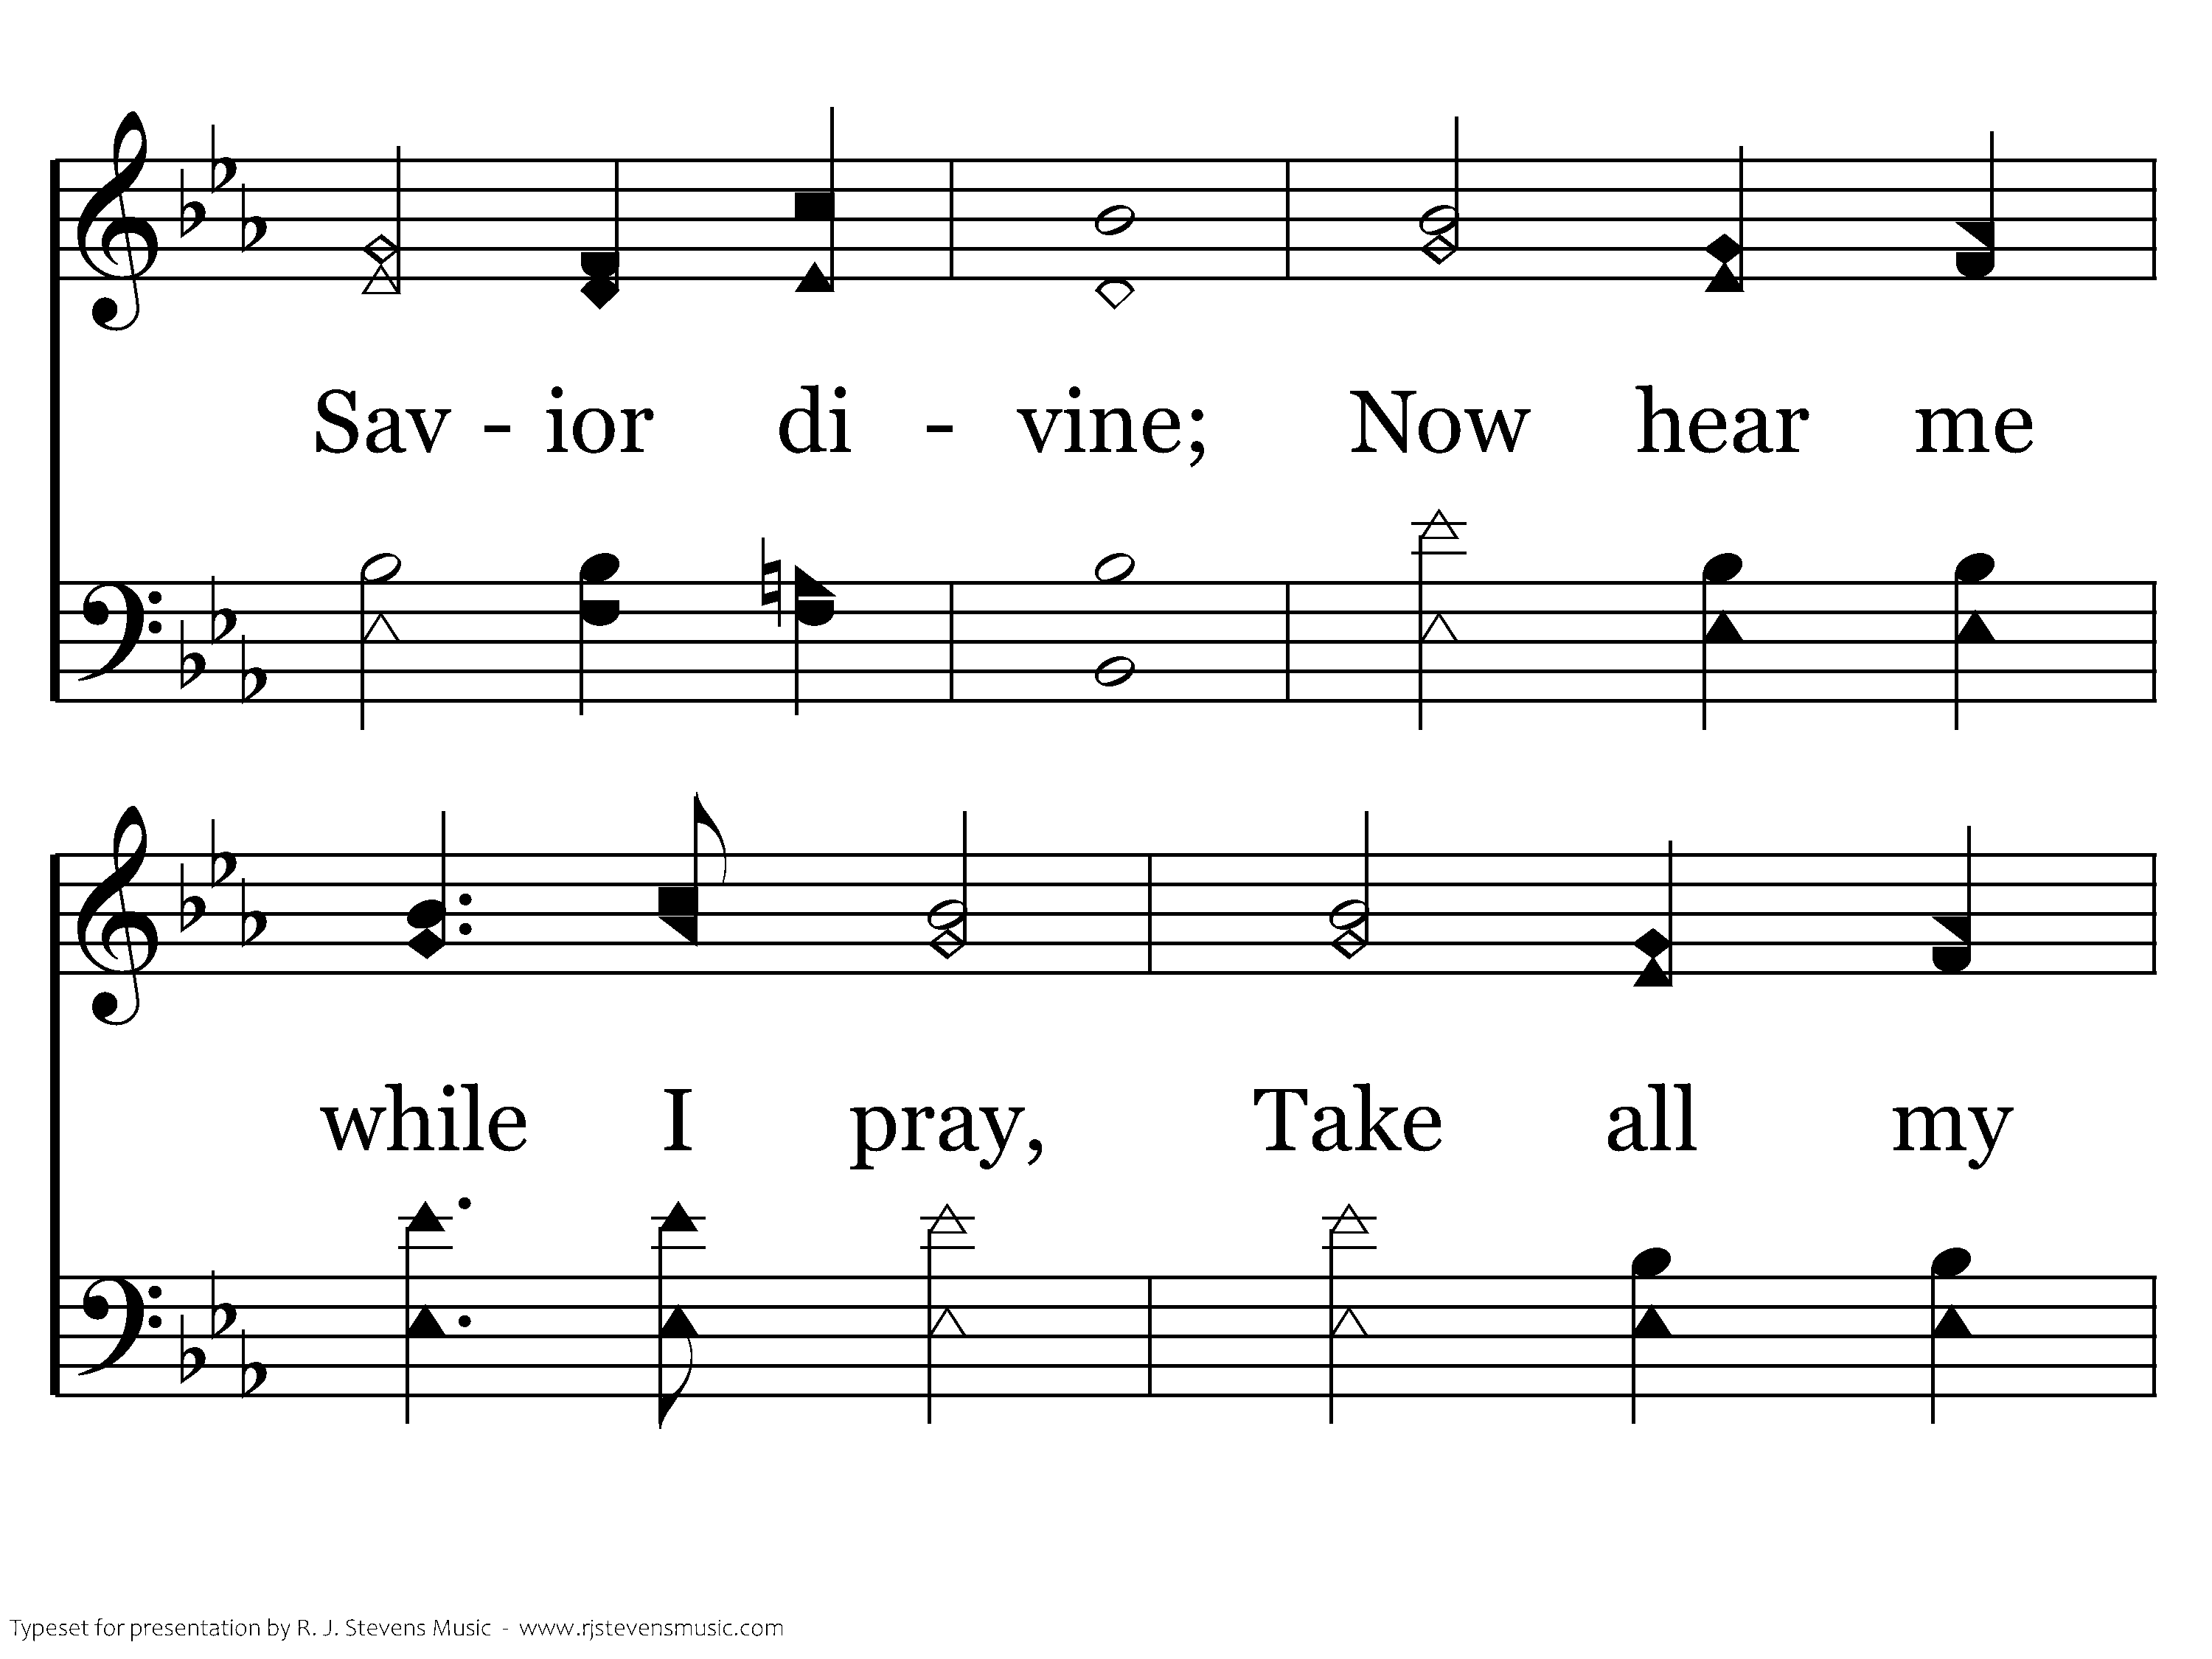 Sav - ior di - vine; Now hear me
while I pray, Take all my
Typeset for presentation by R. J. Stevens Music - www.rjstevensmusic.com